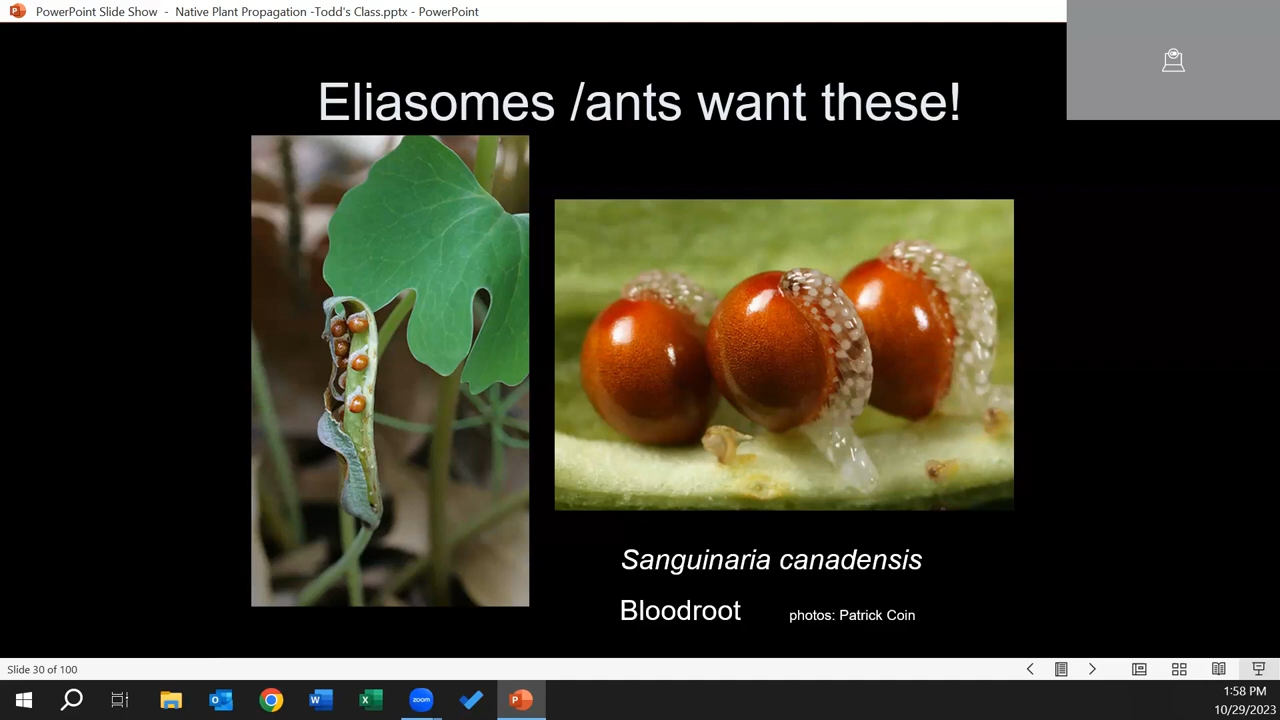 PowerPoint Slide Show - Native Plant Propagation -Todd's Class.pptx - PowerPoint
Eliasomes /ants want these!
Sanguinaria canadensis
Bloodroot photos: Patrick Coin
Slide 30 of 100
zoom
1:58 PM
10/29/2023